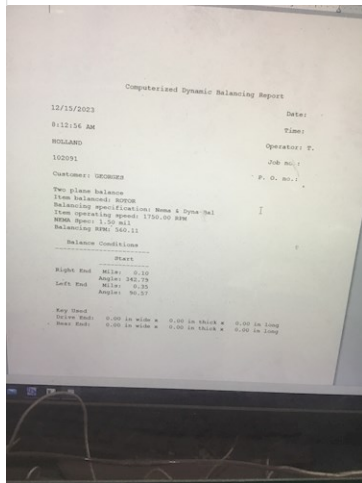 Computerized Dynamic Balancing Report
12/15/2023 Date:
8:12:56 AM Time:
HOLLAND Operator: T.
102091 Job no.:
Customer: GEORGES P. O. no.:
Two plane balance
Item balanced: ROTOR
Balancing specification: Nema & Dyna Bal
Item operating speed: 1750.00 RPM
NEMA Spec: 1.50 mil
Balancing RPM: 560.11
Balance Conditions
Start
Right End Mils: 0.10
Angle: 342.79
Left End Mils: 0.35
Angle: 90.57
Key Used
Drive End: 0.00 in wide x 0.00 in thick x 0.00 in long
Rear End: 0.00 in wide x 0.00 in thick x 0.00 in long